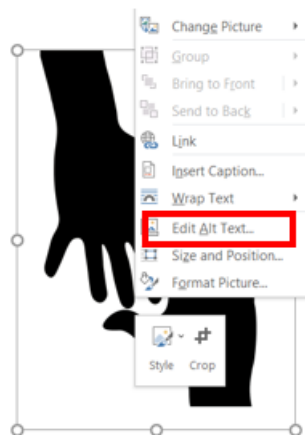 Change Picture
Group
Bring to Front
Send to Back
Link
Insert Caption...
Wrap Text
Edit Alt Text...
Size and Position...
Format Picture...
Style Crop